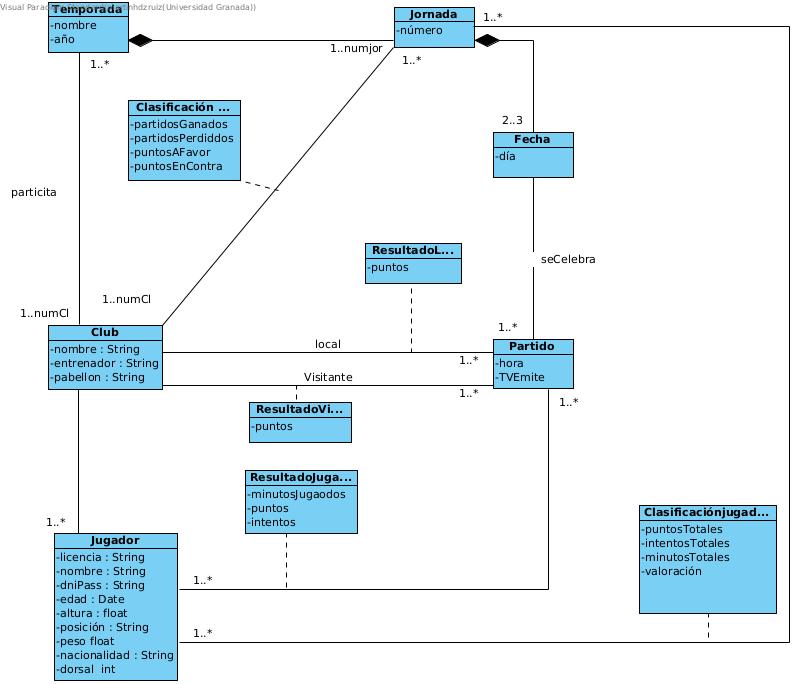 Visual Para hdzruiz(Universidad Granada))
Temporada
-nombre
-año
Jornada
-número
1..*
1..numjor
1..*
1..*
Clasificación ...
-partidosGanados
-partidosPerdiddos
-puntosAFavor
-puntosEnContra
2..3
Fecha
-día
particita
ResultadoL...
-puntos
seCelebra
1..numCl
1..numCl
1..*
Club
-nombre : String
-entrenador : String
-pabellon : String
local
1..*
Partido
-hora
-TVEmite
Visitante
1..*
1..*
ResultadoVi...
-puntos
ResultadoJuga...
-minutosJugaodos
-puntos
-intentos
Clasificaciónjugad...
-puntosTotales
-intentosTotales
-minutosTotales
-valoración
1..*
Jugador
-licencia : String
-nombre : String
-dniPass : String
-edad : Date
-altura : float
-posición : String
-peso float
-nacionalidad : String
-dorsal int
1..*
1..*